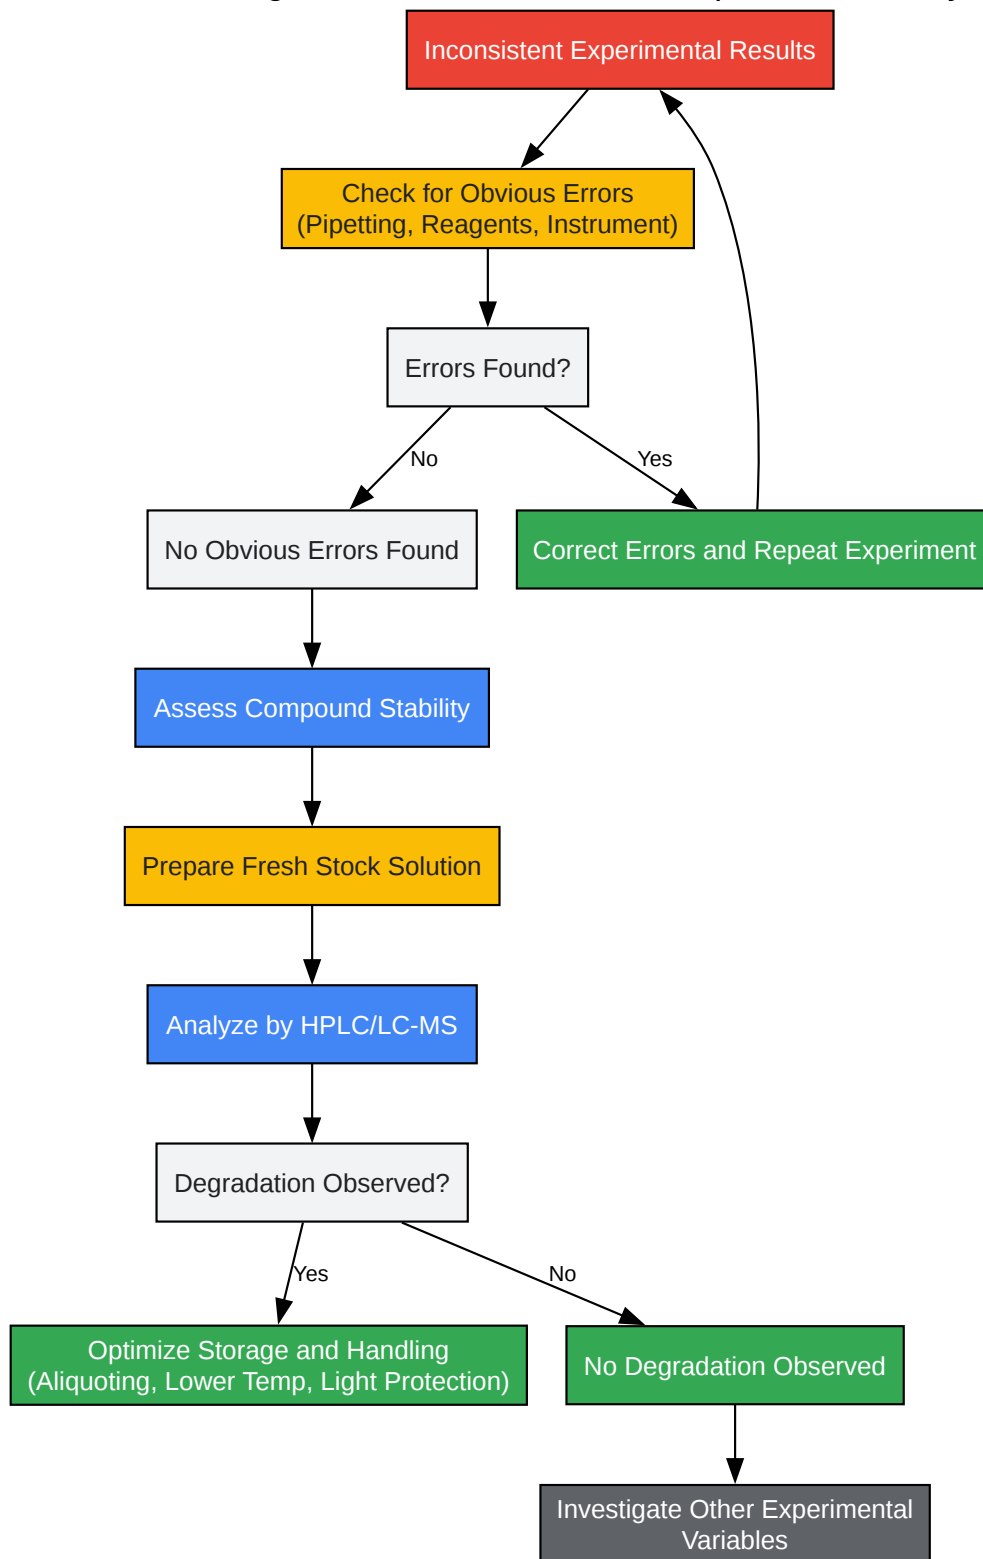 Inconsistent Experimental Results
Check for Obvious Errors
(Pipetting, Reagents, Instrument)
Errors Found?
No
Yes
No Obvious Errors Found
Correct Errors and Repeat Experiment
Assess Compound Stability
Prepare Fresh Stock Solution
Analyze by HPLC/LC-MS
Degradation Observed?
Yes
No
Optimize Storage and Handling
(Aliquoting, Lower Temp, Light Protection)
No Degradation Observed
Investigate Other Experimental
Variables